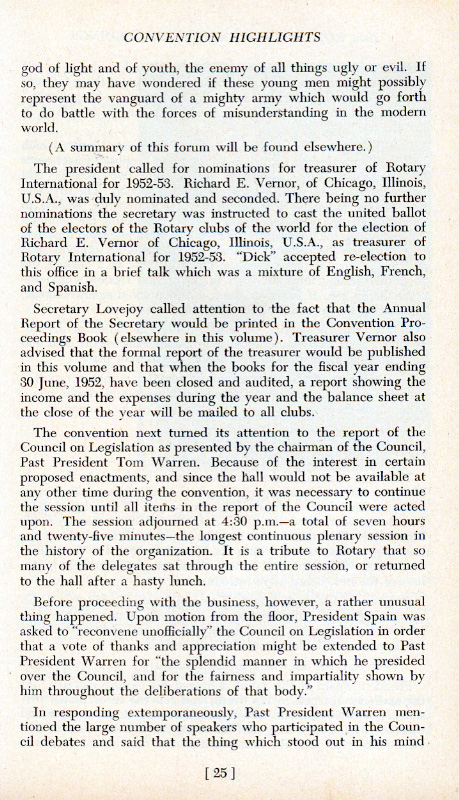 CONVENTION HIGHLIGHTS
god of light and of youth, the enemy of all things ugly or evil. If
so, they may have wondered if these young men might possibly
represent the vanguard of a mighty army which would go forth
to do battle with the forces of misunderstanding in the modern
world.
(A summary of this forum will be found elsewhere.)
The president called for nominations for treasurer of Rotary
International for 1952-53. Richard E. Vernor, of Chicago, Illinois,
U.S.A., was duly nominated and seconded. There being no further
nominations the secretary was instructed to cast the united ballot
of the electors of the Rotary clubs of the world for the election of
Richard E. Vernor of Chicago, Illinois, U.S.A., as treasurer of
Rotary International for 1952-53. "Dick" accepted re-election to
this office in a brief talk which was a mixture of English, French,
and Spanish.
Secretary Lovejoy called attention to the fact that the Annual
Report of the Secretary would be printed in the Convention Pro-
ceedings Book (elsewhere in this volume). Treasurer Vernor also
advised that the formal report of the treasurer would be published
in this volume and that when the books for the fiscal year ending
30 June, 1952, have been closed and audited, a report showing the
income and the expenses during the year and the balance sheet at
the close of the year will be mailed to all clubs.
The convention next turned its attention to the report of the
Council on Legislation as presented by the chairman of the Council,
Past President Tom Warren. Because of the interest in certain
proposed enactments, and since the hall would not be available at
any other time during the convention, it was necessary to continue
the session until all items in the report of the Council were acted
upon. The session adjourned at 4:30 p.m.—a total of seven hours
and twenty-five minutes—the longest continuous plenary session in
the history of the organization. It is a tribute to Rotary that so
many of the delegates sat through the entire session, or returned
to the hall after a hasty lunch.
Before proceeding with the business, however, a rather unusual
thing happened. Upon motion from the floor, President Spain was
asked to "reconvene unofficially" the Council on Legislation in order
that a vote of thanks and appreciation might be extended to Past
President Warren for "the splendid manner in which he presided
over the Council, and for the fairness and impartiality shown by
him throughout the deliberations of that body."
In responding extemporaneously, Past President Warren men-
tioned the large number of speakers who participated in the Coun-
cil debates and said that the thing which stood out in his mind
[ 25 ]